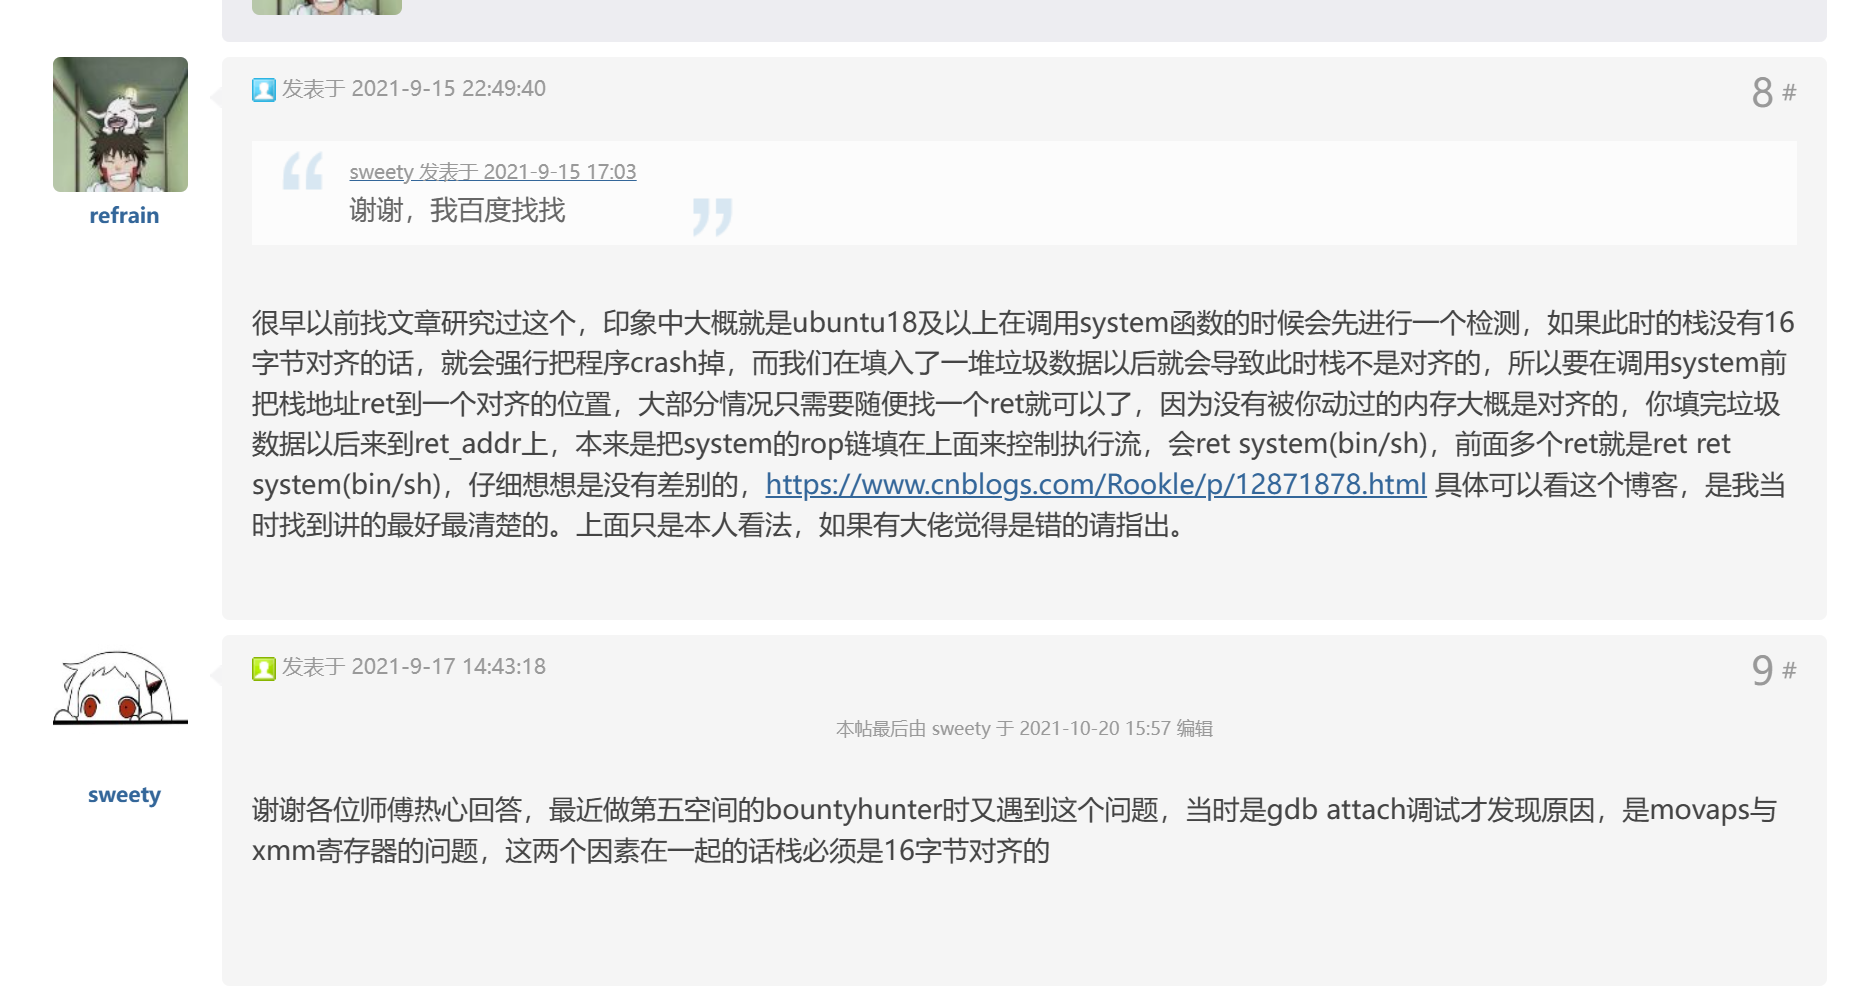 发表于 2021-9-15 22:49:40
8 #
refrain
sweety 发表于 2021-9-15 17:03
谢谢，我百度找找
很早以前找文章研究过这个，印象中大概就是ubuntu18及以上在调用system函数的时候会先进行一个检测，如果此时的栈没有16
字节对齐的话，就会强行把程序crash掉，而我们在填入了一堆垃圾数据以后就会导致此时栈不是对齐的，所以要在调用system前
把栈地址ret到一个对齐的位置，大部分情况只需要随便找一个ret就可以了，因为没有被你动过的内存大概是对齐的，你填完垃圾
数据以后来到ret_addr上，本来是把system的rop链填在上面来控制执行流，会ret system(bin/sh)，前面多个ret就是ret ret
system(bin/sh)，仔细想想是没有差别的，https://www.cnblogs.com/Rookle/p/12871878.html 具体可以看这个博客，是我当
时找到讲的最好最清楚的。上面只是本人看法，如果有大佬觉得是错的请指出。
发表于 2021-9-17 14:43:18
9 #
本帖最后由 sweety 于 2021-10-20 15:57 编辑
sweety
谢谢各位师傅热心回答，最近做第五空间的bountyhunter时又遇到这个问题，当时是gdb attach调试才发现原因，是movaps与
xmm寄存器的问题，这两个因素在一起的话栈必须是16字节对齐的